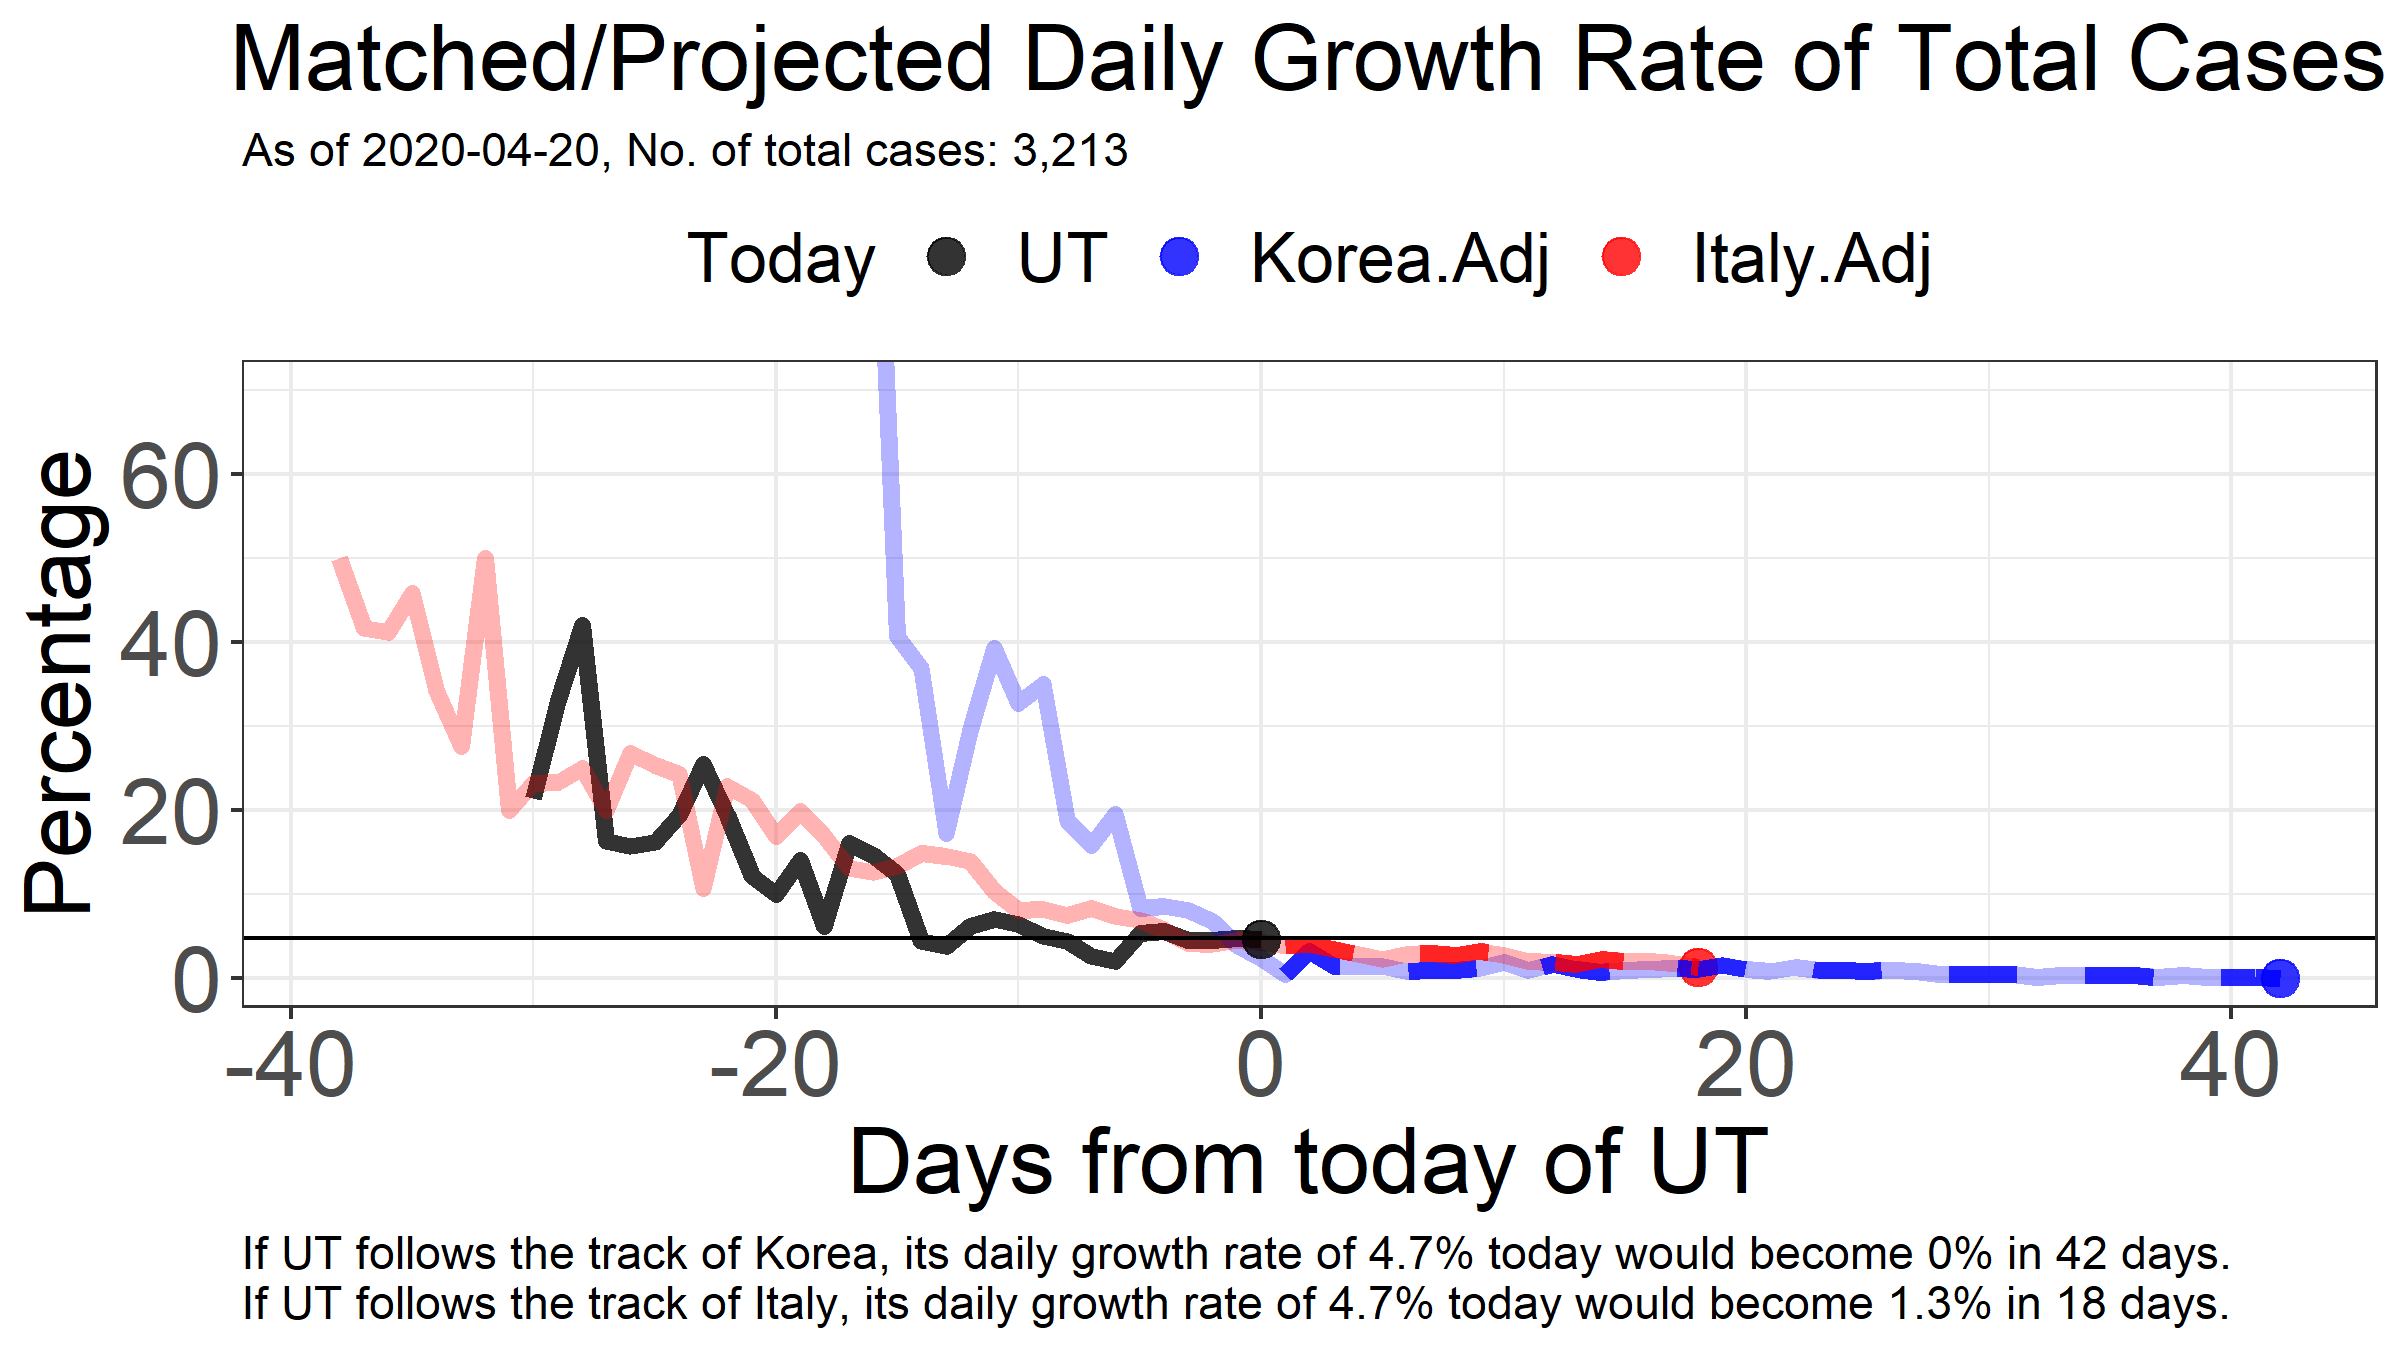 Matched/Projected Daily Growth Rate of Total Cases
As of 2020-04-20, No. of total cases: 3,213
Today UT Korea.Adj Italy.Adj
Percentage
60
40
20
0
-40 -20 0 20 40
Days from today of UT
If UT follows the track of Korea, its daily growth rate of 4.7% today would become 0% in 42 days.
If UT follows the track of Italy, its daily growth rate of 4.7% today would become 1.3% in 18 days.